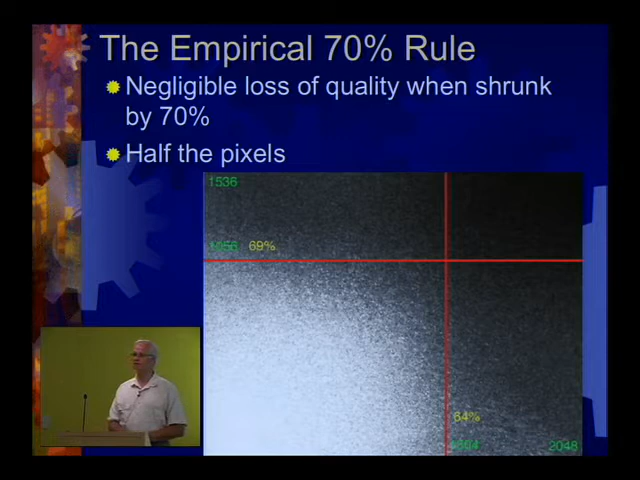 The Empirical 70% Rule
Negligible loss of quality when shrunk
by 70%
Half the pixels
1536
1056 69%
64%
2048